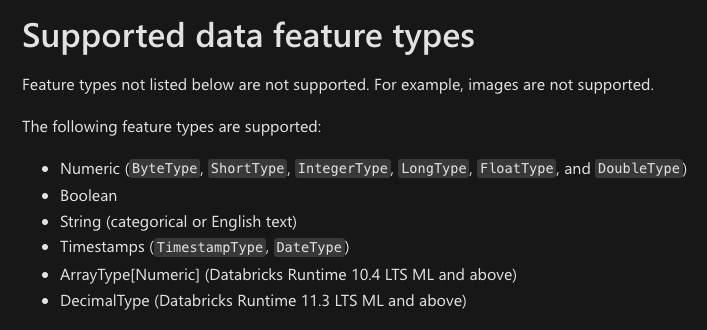 Supported data feature types
Feature types not listed below are not supported. For example, images are not supported.
The following feature types are supported:
• Numeric (ByteType, ShortType, IntegerType, LongType, FloatType, and DoubleType)
• Boolean
• String (categorical or English text)
• Timestamps (TimestampType, DateType)
• ArrayType[Numeric] (Databricks Runtime 10.4 LTS ML and above)
• DecimalType (Databricks Runtime 11.3 LTS ML and above)